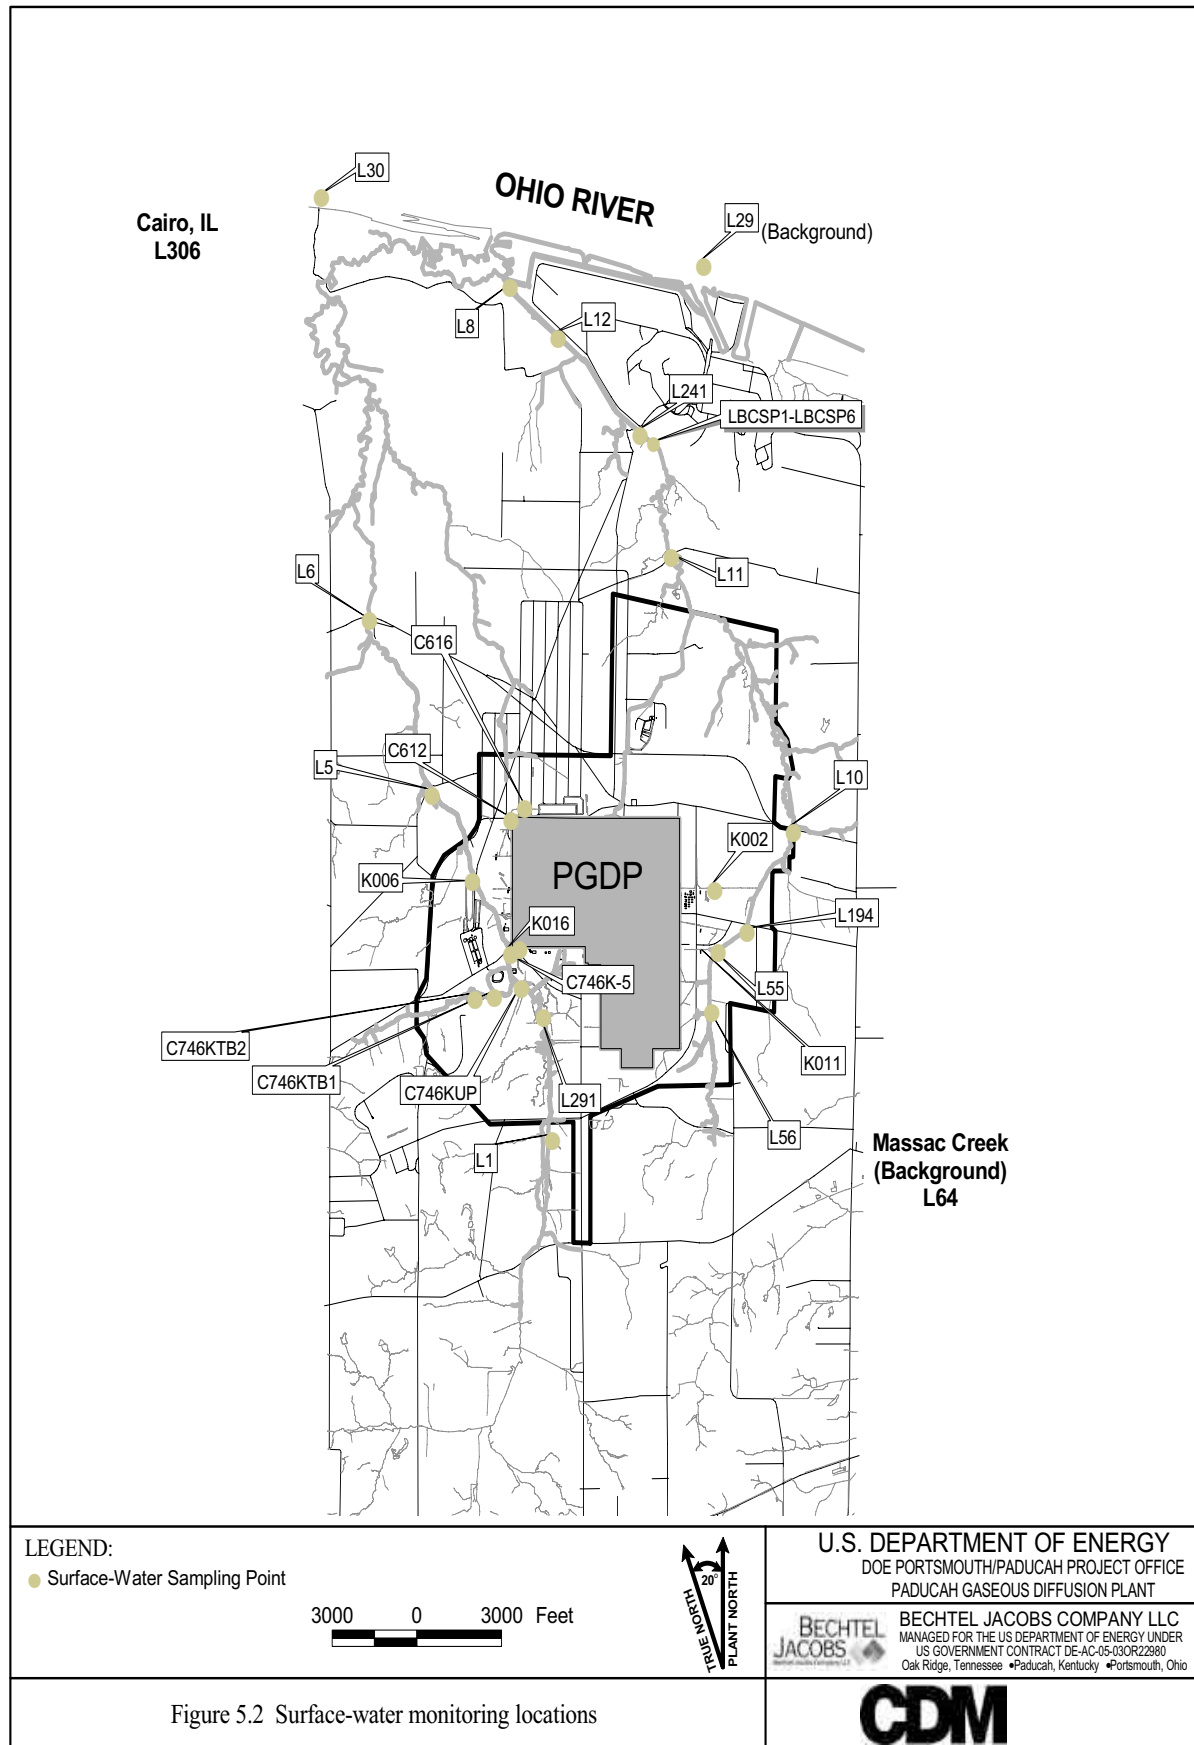 L30
OHIO RIVER
Cairo, IL
L306
L29
(Background)
L8
L12
L241
LBCSP1-LBCSP6
L6
L11
C616
C612
L5
L10
K002
PGDP
K006
K016
L194
C746K-5
L55
C746KTB2
K011
C746KTB1
C746KUP
L291
L56
L1
Massac Creek
(Background)
L64
LEGEND:
Surface-Water Sampling Point
3000 0 3000 Feet
20°
TRUE NORTH
PLANT NORTH
U.S. DEPARTMENT OF ENERGY
DOE PORTSMOUTH/PADUCAH PROJECT OFFICE
PADUCAH GASEOUS DIFFUSION PLANT
BECHTEL
JACOBS
BECHTEL JACOBS COMPANY LLC
MANAGED FOR THE US DEPARTMENT OF ENERGY UNDER
US GOVERNMENT CONTRACT DE-AC-05-03OR22980
Oak Ridge, Tennessee •Paducah, Kentucky •Portsmouth, Ohio
Figure 5.2 Surface-water monitoring locations
CDM